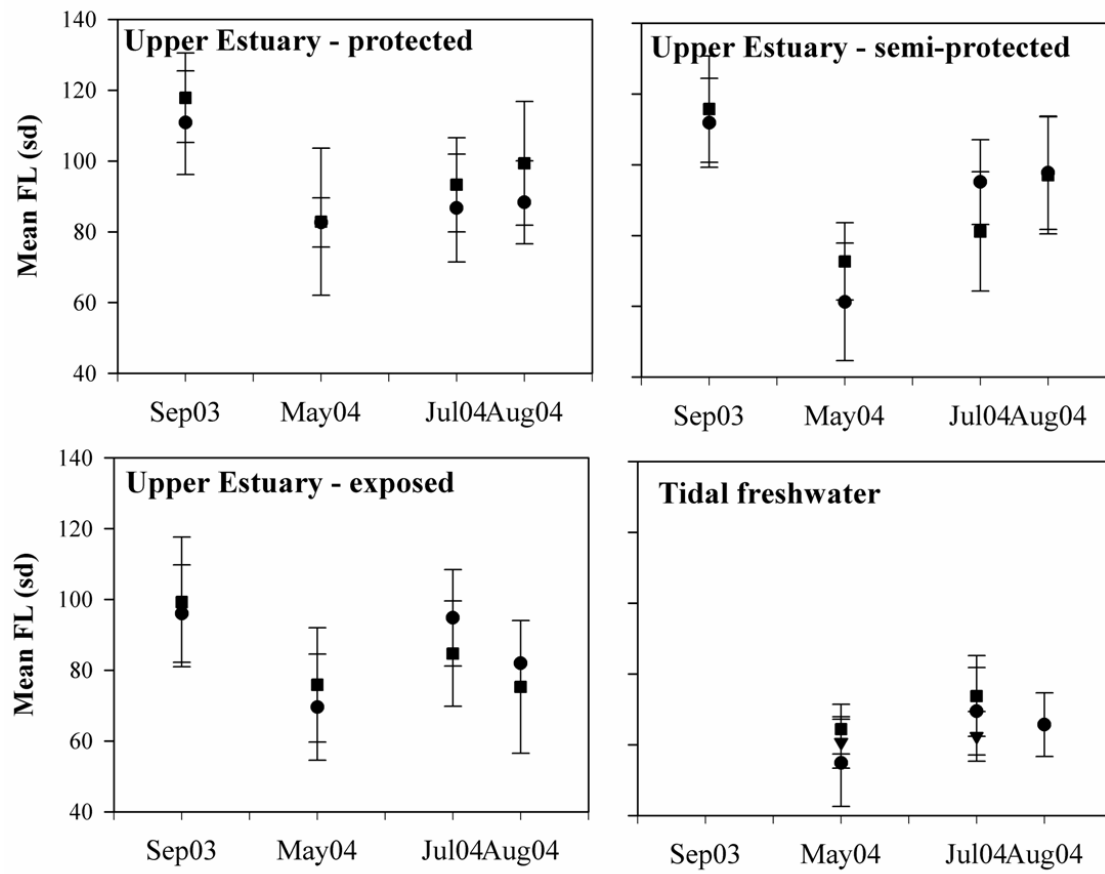 Upper Estuary - protected
Mean FL (sd)
140
120
100
80
60
40
Sep03 May04 Jul04Aug04
Upper Estuary - semi-protected
Sep03 May04 Jul04Aug04
Upper Estuary - exposed
Mean FL (sd)
140
120
100
80
60
40
Sep03 May04 Jul04Aug04
Tidal freshwater
Sep03 May04 Jul04Aug04